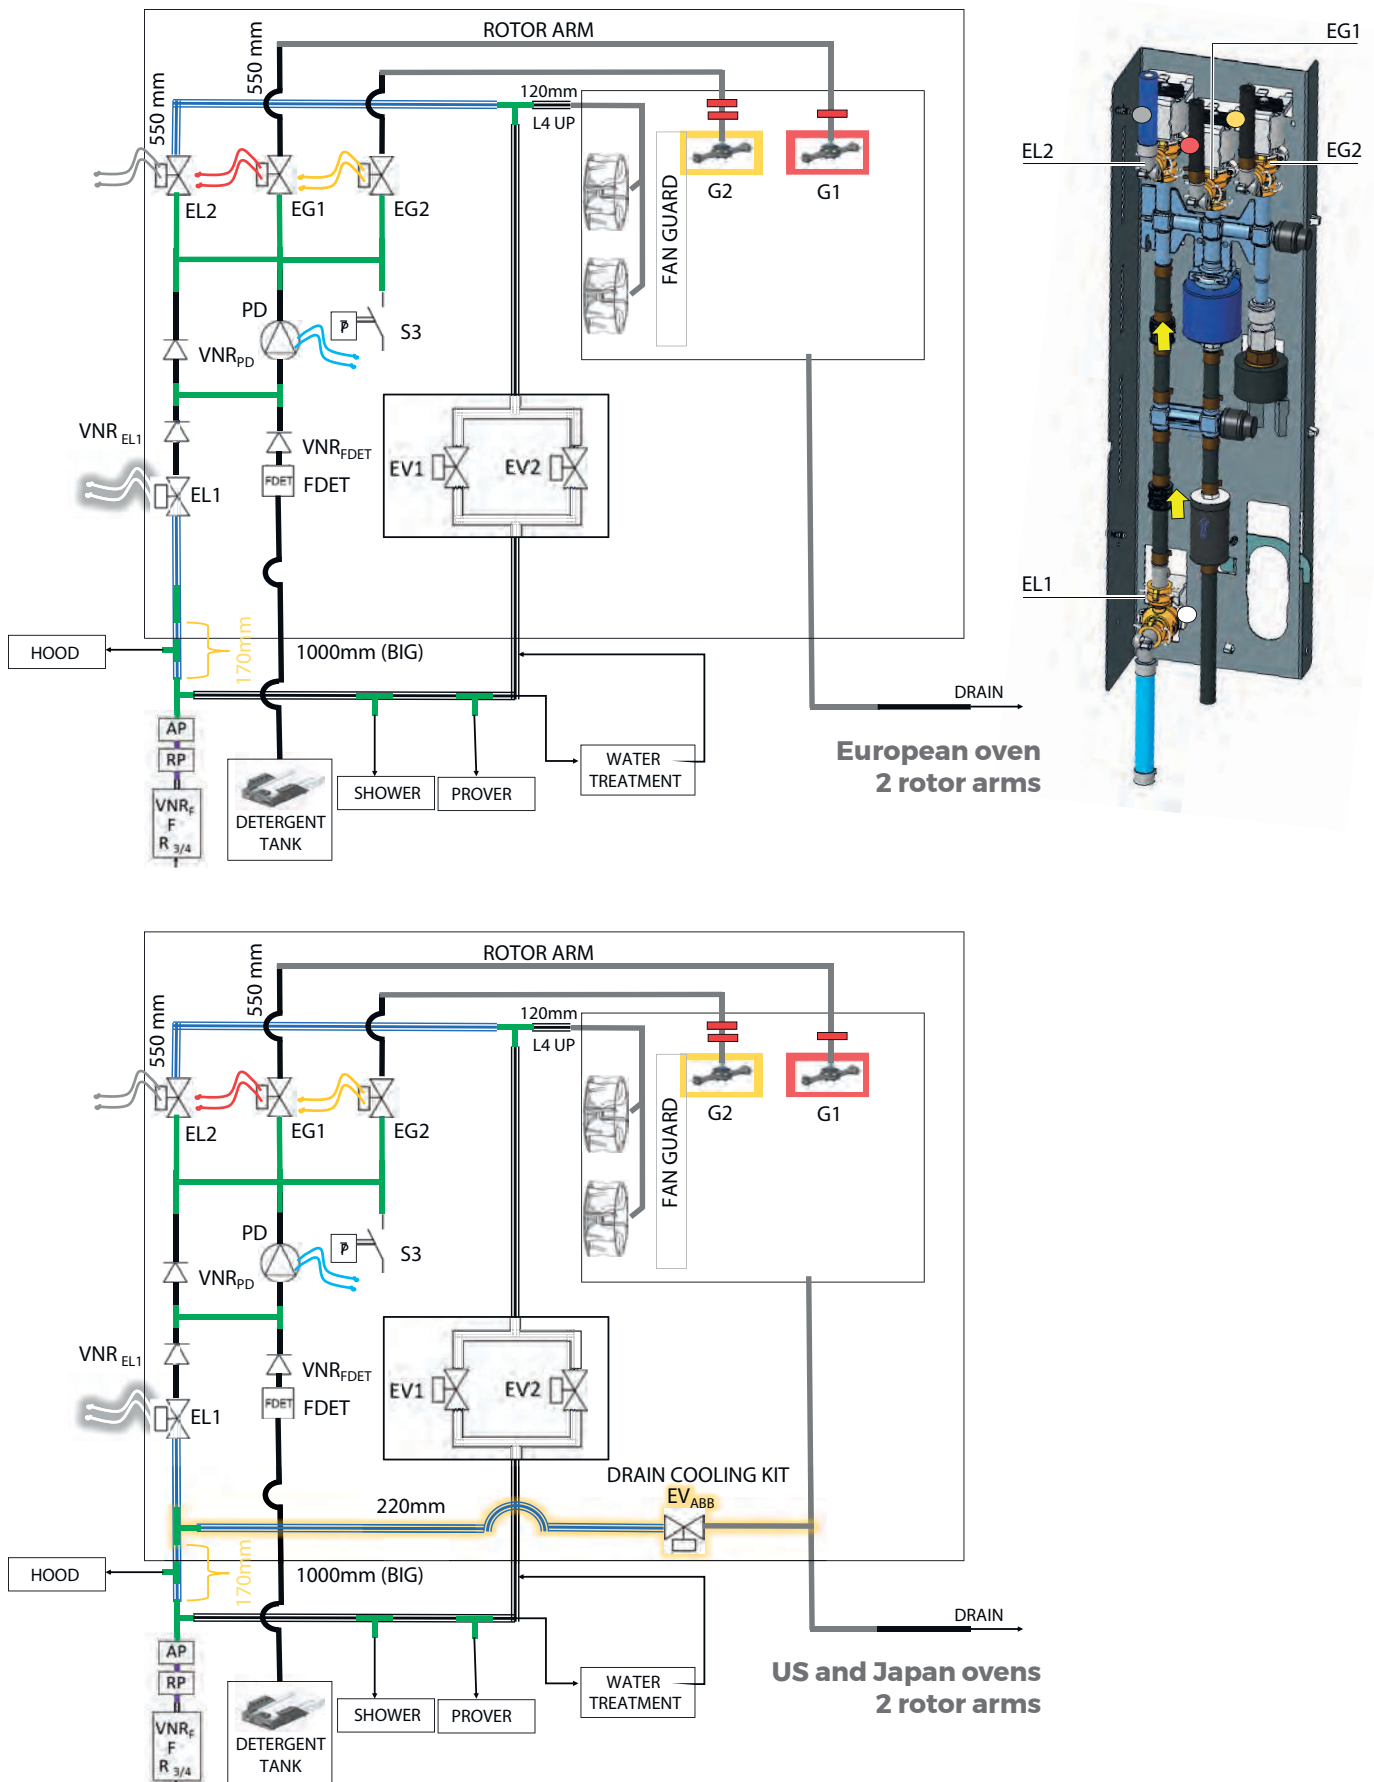 ROTOR ARM
550 mm
550 mm
120mm
L4 UP
EL2
EG1
EG2
G2
G1
FAN GUARD
PD
P
S3
VNRPD
VNR EL1
VNRFDET
FDET
FDET
EL1
EV1
EV2
HOOD
170mm
1000mm (BIG)
AP
RP
VNRF
F
R 3/4
DETERGENT
TANK
SHOWER
PROVER
WATER
TREATMENT
DRAIN
European oven
2 rotor arms
EG1
EL2
EG2
EL1
ROTOR ARM
550 mm
550 mm
120mm
L4 UP
EL2
EG1
EG2
G2
G1
FAN GUARD
PD
P
S3
VNRPD
VNR EL1
VNRFDET
FDET
FDET
EL1
EV1
EV2
DRAIN COOLING KIT
EVABB
220mm
HOOD
170mm
1000mm (BIG)
AP
RP
VNRF
F
R 3/4
DETERGENT
TANK
SHOWER
PROVER
WATER
TREATMENT
DRAIN
US and Japan ovens
2 rotor arms